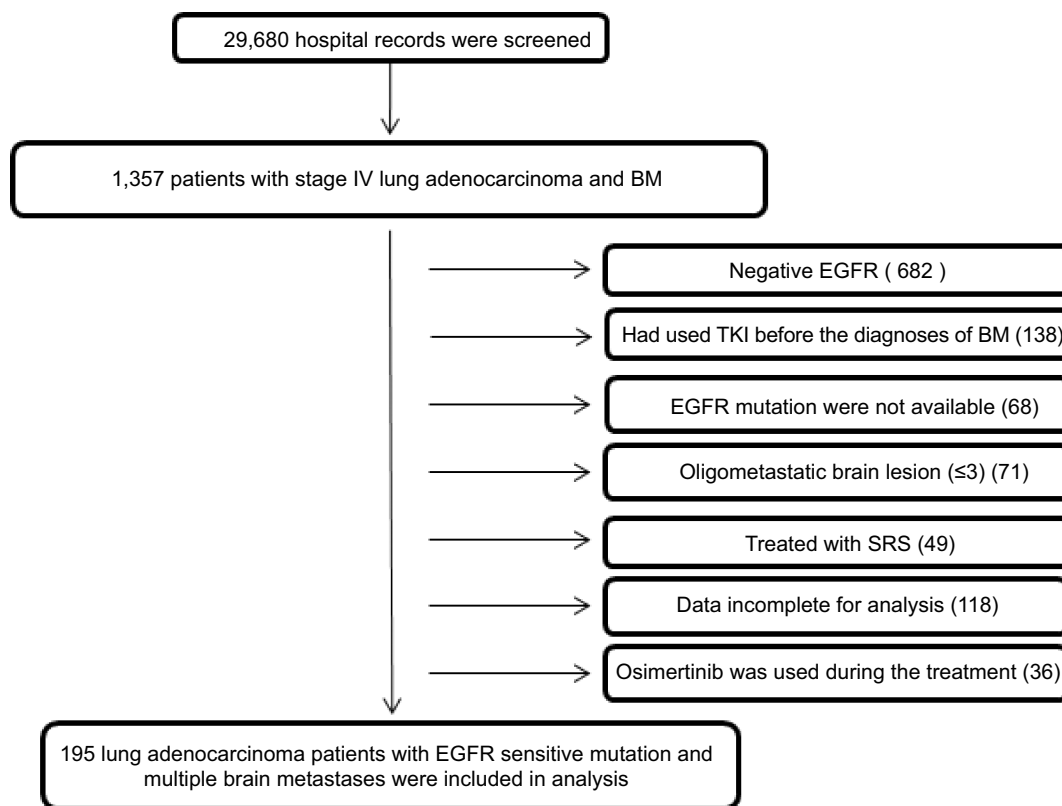 29,680 hospital records were screened
1,357 patients with stage IV lung adenocarcinoma and BM
Negative EGFR ( 682 )
Had used TKI before the diagnoses of BM (138)
EGFR mutation were not available (68)
Oligometastatic brain lesion (≤3) (71)
Treated with SRS (49)
Data incomplete for analysis (118)
Osimertinib was used during the treatment (36)
195 lung adenocarcinoma patients with EGFR sensitive mutation and
multiple brain metastases were included in analysis